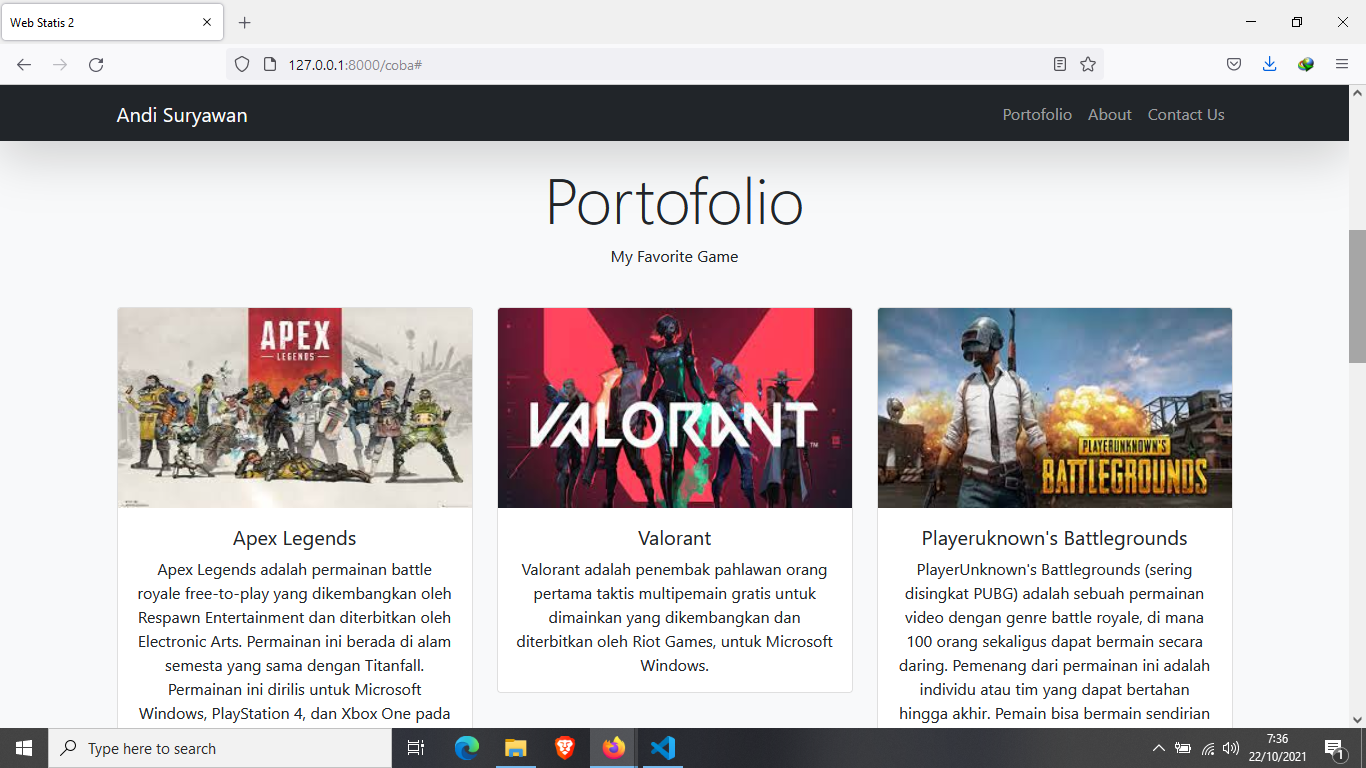 Web Statis 2
127.0.0.1:8000/coba#
Andi Suryawan
Portofolio About Contact Us
Portofolio
My Favorite Game
APEX
LEGENDS
VALORANT™
PLAYERUNKNOWN'S
BATTLEGROUNDS
Apex Legends
Apex Legends adalah permainan battle
royale free-to-play yang dikembangkan oleh
Respawn Entertainment dan diterbitkan oleh
Electronic Arts. Permainan ini berada di alam
semesta yang sama dengan Titanfall.
Permainan ini dirilis untuk Microsoft
Windows, PlayStation 4, dan Xbox One pada
Valorant
Valorant adalah penembak pahlawan orang
pertama taktis multipemain gratis untuk
dimainkan yang dikembangkan dan
diterbitkan oleh Riot Games, untuk Microsoft
Windows.
Playeruknown's Battlegrounds
PlayerUnknown's Battlegrounds (sering
disingkat PUBG) adalah sebuah permainan
video dengan genre battle royale, di mana
100 orang sekaligus dapat bermain secara
daring. Pemenang dari permainan ini adalah
individu atau tim yang dapat bertahan
hingga akhir. Pemain bisa bermain sendirian
Type here to search
7:36
22/10/2021
1